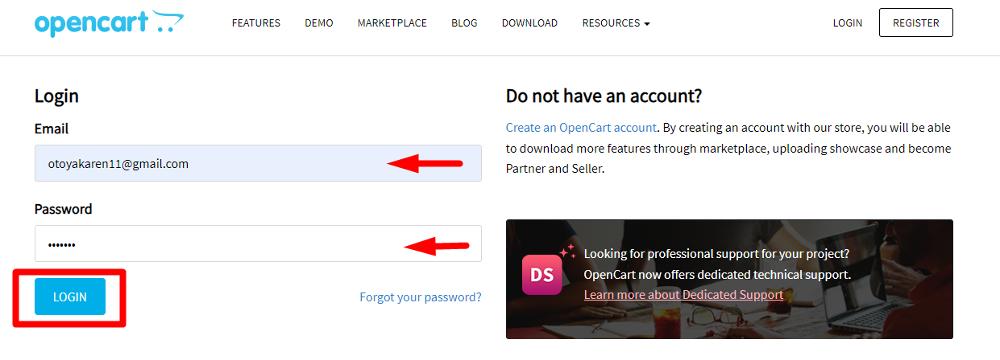 opencart
FEATURES
DEMO
MARKETPLACE
BLOG
DOWNLOAD
RESOURCES
LOGIN
REGISTER
Login
Email
otoyakaren11@gmail.com
Password
•••••••
LOGIN
Forgot your password?
Do not have an account?
Create an OpenCart account. By creating an account with our store, you will be able
to download more features through marketplace, uploading showcase and become
Partner and Seller.
DS
Looking for professional support for your project?
OpenCart now offers dedicated technical support.
Learn more about Dedicated Support